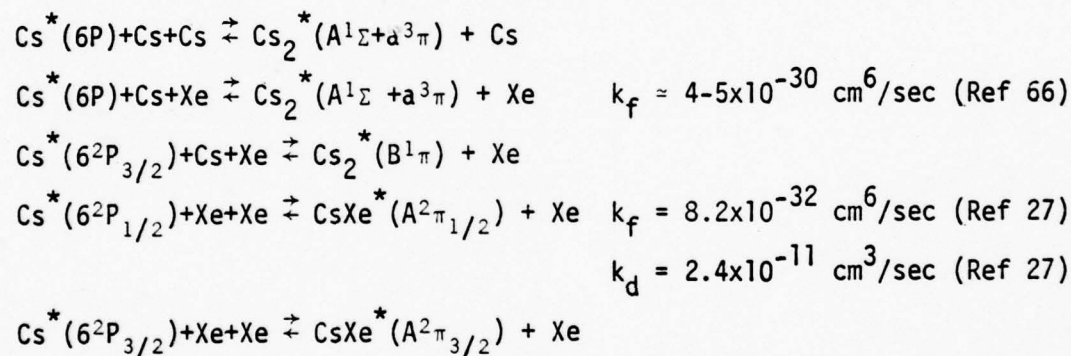 Cs*(6P)+Cs+Cs ⇄ Cs₂*(A¹Σ+a³π) + Cs
Cs*(6P)+Cs+Xe ⇄ Cs₂*(A¹Σ +a³π) + Xe k_f ≃ 4-5x10⁻³⁰ cm⁶/sec (Ref 66)
Cs*(6²P₃/₂)+Cs+Xe ⇄ Cs₂*(B¹π) + Xe
Cs*(6²P₁/₂)+Xe+Xe ⇄ CsXe*(A²π₁/₂) + Xe k_f = 8.2x10⁻³² cm⁶/sec (Ref 27)
k_d = 2.4x10⁻¹¹ cm³/sec (Ref 27)
Cs*(6²P₃/₂)+Xe+Xe ⇄ CsXe*(A²π₃/₂) + Xe